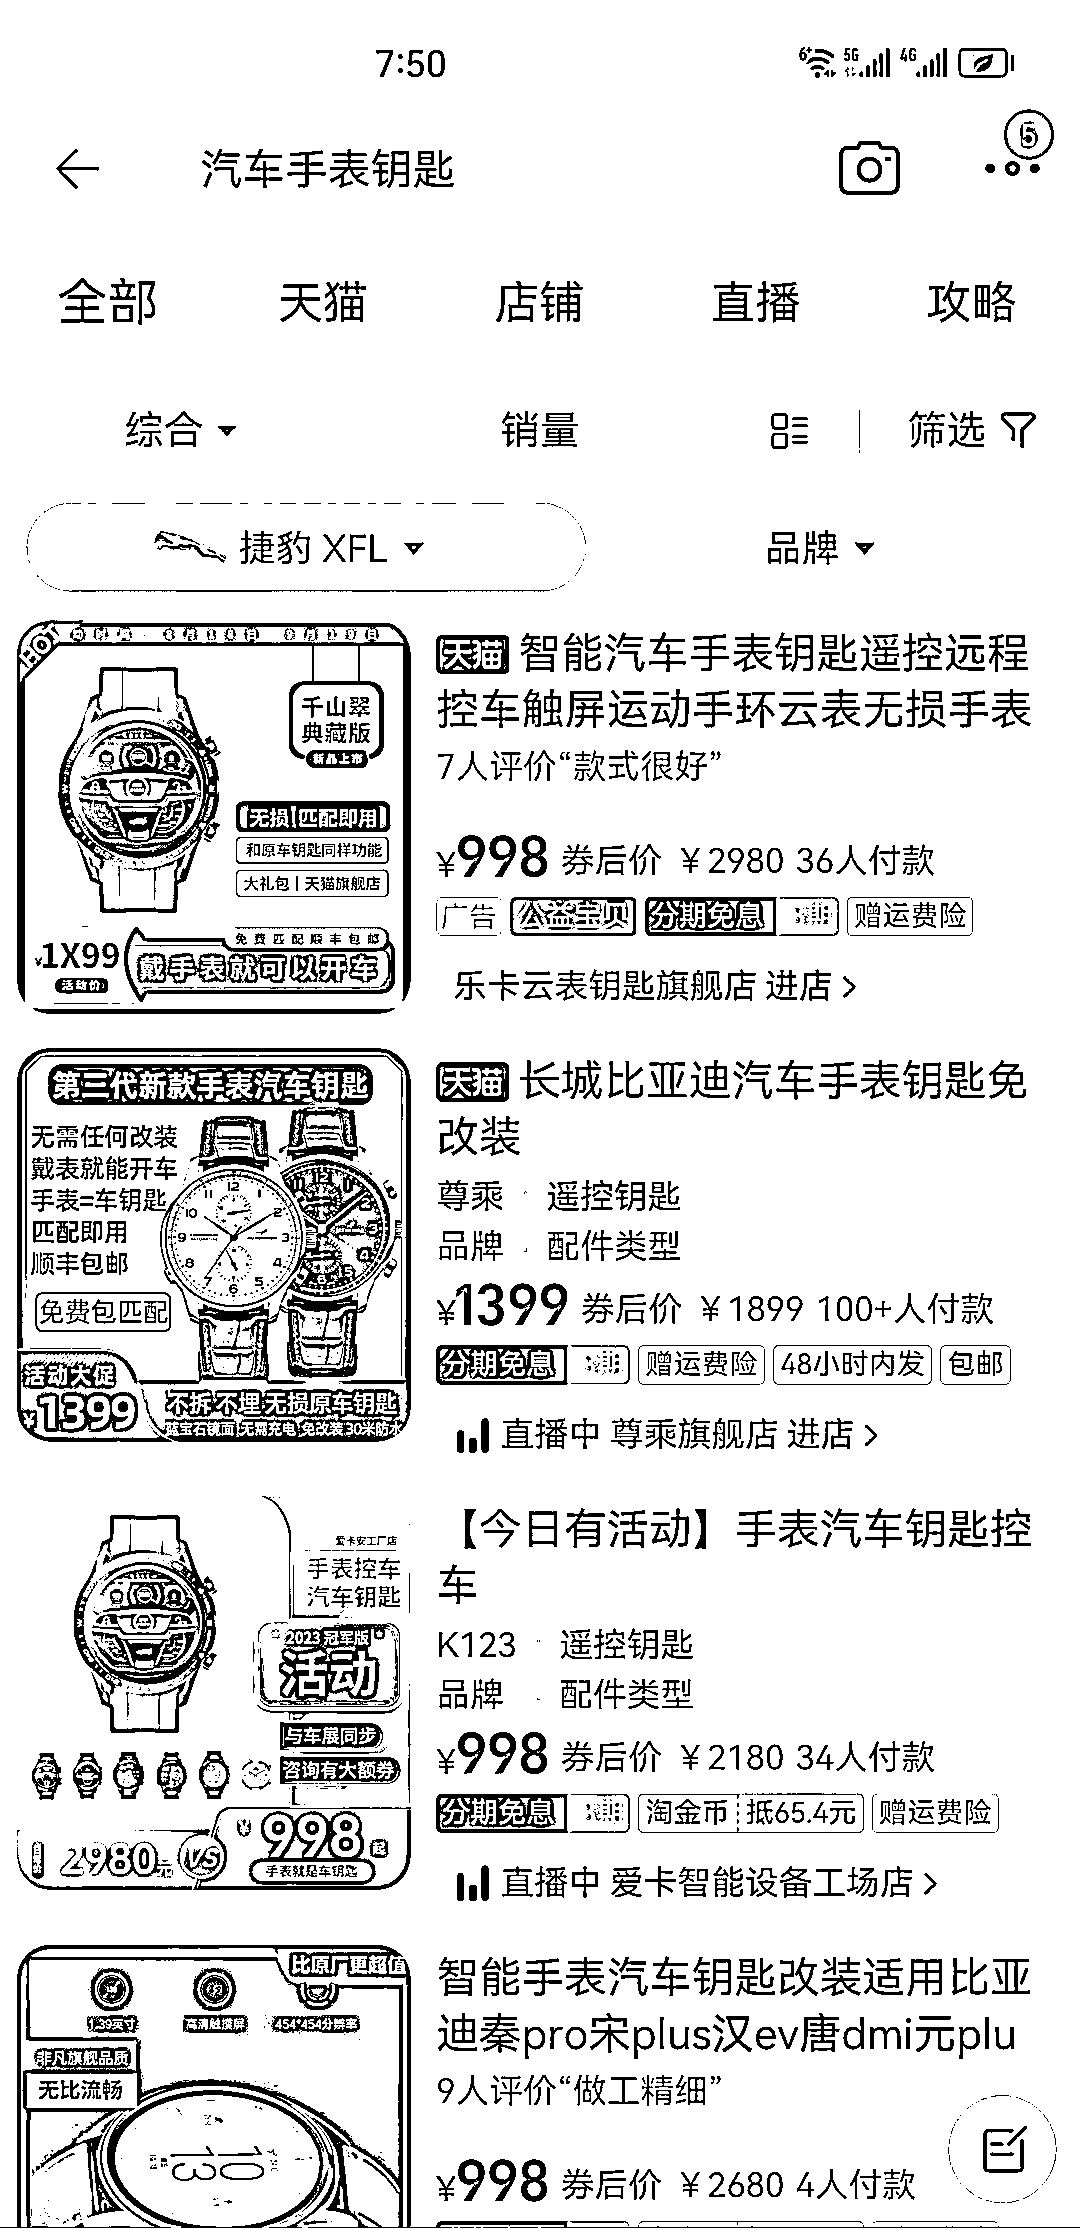 7:50
6+ 5G 4G
汽车手表钥匙
全部 天猫 店铺 直播 攻略
综合 销量 筛选
捷豹 XFL 品牌
HOT
千山翠
典藏版
新品上市
无损 匹配即用
和原车钥匙同样功能
大礼包 | 天猫旗舰店
免费匹配顺丰包邮
¥1X99
活动价
戴手表就可以开车
天猫 智能汽车手表钥匙遥控远程
控车触屏运动手环云表无损手表
7人评价“款式很好”
¥998 券后价 ¥2980 36人付款
广告 公益宝贝 分期免息 赠运费险
乐卡云表钥匙旗舰店 进店 >
第三代新款手表汽车钥匙
无需任何改装
戴表就能开车
手表=车钥匙
匹配即用
顺丰包邮
免费包匹配
活动大促
¥1399
不拆 不埋 无损原车钥匙
蓝宝石镜面 无需充电 免改装 30米防水
天猫 长城比亚迪汽车手表钥匙免
改装
尊乘 遥控钥匙
品牌 配件类型
¥1399 券后价 ¥1899 100+人付款
分期免息 赠运费险 48小时内发 包邮
直播中 尊乘旗舰店 进店 >
爱卡安工厂店
手表控车
汽车钥匙
2023 冠军版
活动
与车展同步
咨询有大额券
2980元 VS ¥998起
手表就是车钥匙
【今日有活动】手表汽车钥匙控
车
K123 遥控钥匙
品牌 配件类型
¥998 券后价 ¥2180 34人付款
分期免息 淘金币 抵65.4元 赠运费险
直播中 爱卡智能设备工场店 >
比原厂更超值
1.39英寸 高清触摸屏 454*454分辨率
非凡旗舰品质
无比流畅
智能手表汽车钥匙改装适用比亚
迪秦pro宋plus汉ev唐dmi元plu
9人评价“做工精细”
¥998 券后价 ¥2680 4人付款